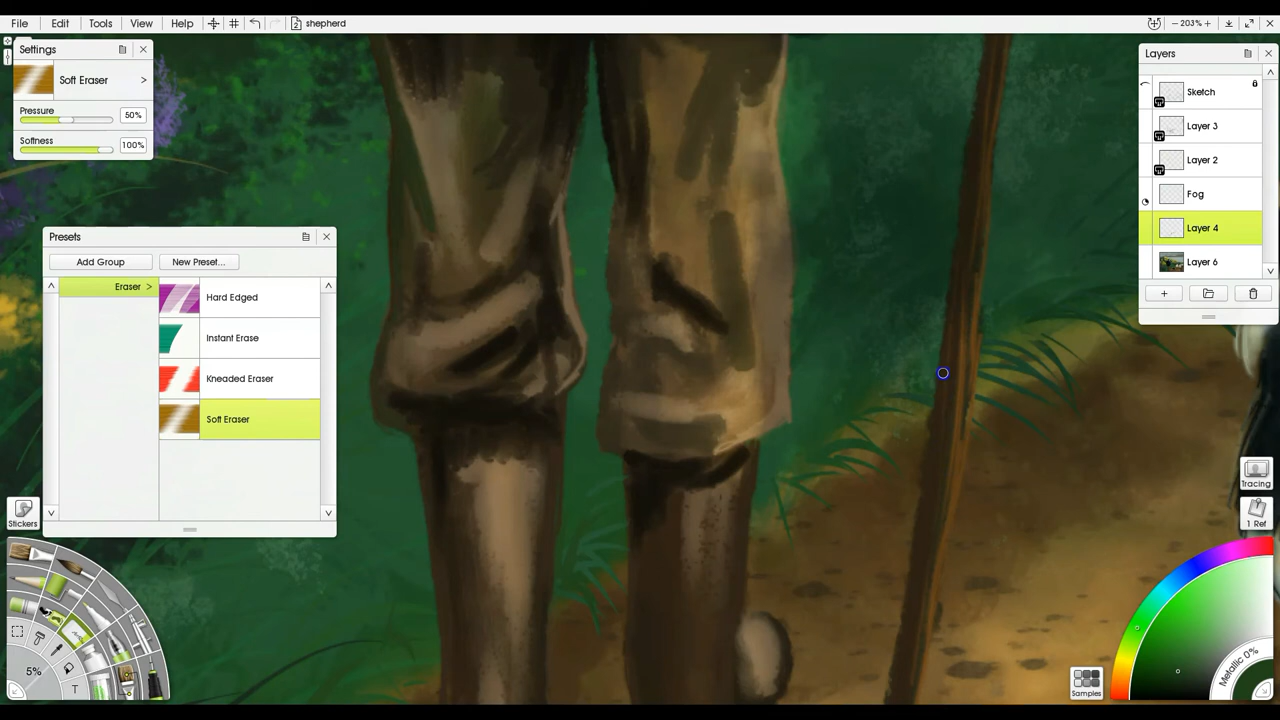 File Edit Tools View Help shepherd 203%
Settings
Soft Eraser >
Pressure
50%
Softness
100%
Presets
Add Group New Preset...
Eraser >
Hard Edged
Instant Erase
Kneaded Eraser
Soft Eraser
Layers
Sketch
Layer 3
Layer 2
Fog
Layer 4
Layer 6
Stickers
Tracing
1 Ref
5%
T
Metallic 0%
Samples